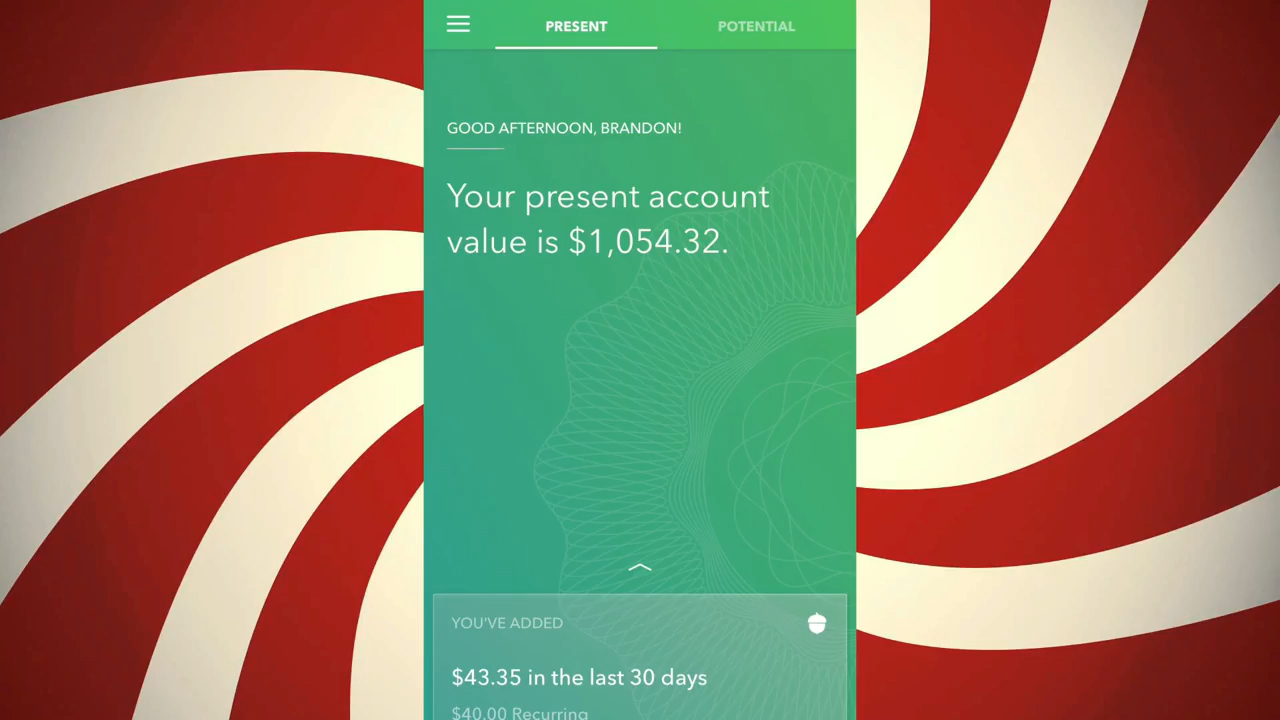 PRESENT
POTENTIAL
GOOD AFTERNOON, BRANDON!
Your present account
value is $1,054.32.
YOU'VE ADDED
$43.35 in the last 30 days
$40.00 Recurring